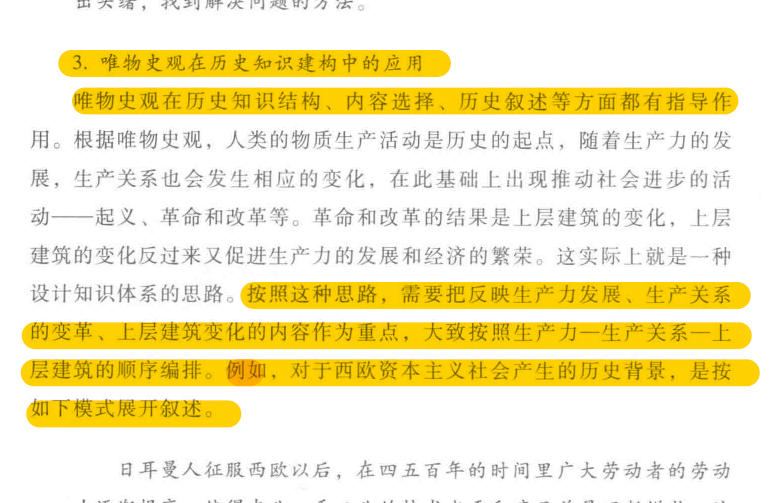 出关键，找到解决问题的方法。
3. 唯物史观在历史知识建构中的应用
唯物史观在历史知识结构、内容选择、历史叙述等方面都有指导作
用。根据唯物史观，人类的物质生产活动是历史的起点，随着生产力的发
展，生产关系也会发生相应的变化，在此基础上出现推动社会进步的活
动——起义、革命和改革等。革命和改革的结果是上层建筑的变化，上层
建筑的变化反过来又促进生产力的发展和经济的繁荣。这实际上就是一种
设计知识体系的思路。按照这种思路，需要把反映生产力发展、生产关系
的变革、上层建筑变化的内容作为重点，大致按照生产力—生产关系—上
层建筑的顺序编排。例如，对于西欧资本主义社会产生的历史背景，是按
如下模式展开叙述。
日耳曼人征服西欧以后，在四五百年的时间里广大劳动者的劳动